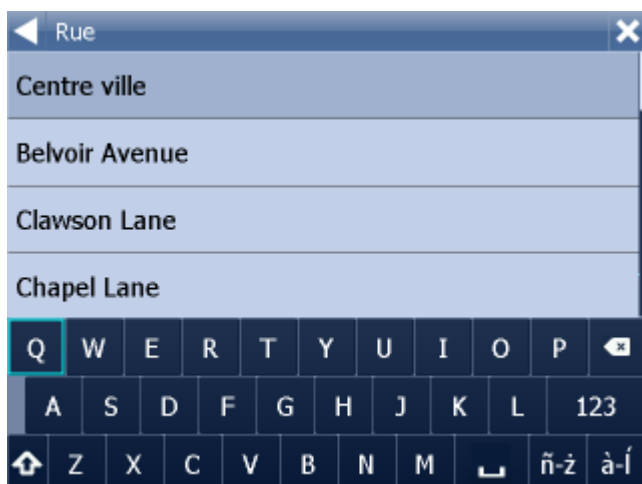 Rue
Centre ville
Belvoir Avenue
Clawson Lane
Chapel Lane
Q W E R T Y U I O P
A S D F G H J K L 123
Z X C V B N M ñ-ż à-Í